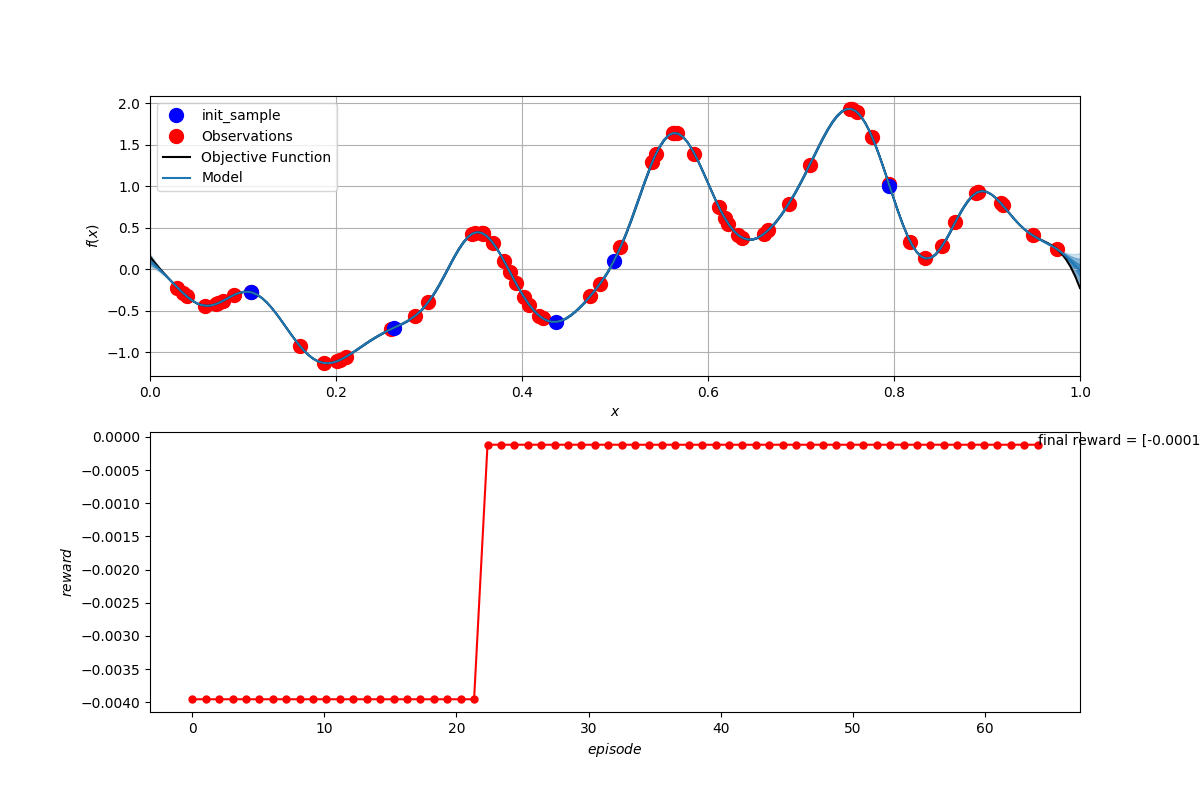 2.0
1.5
1.0
0.5
0.0
−0.5
−1.0
f(x)
init_sample
Observations
Objective Function
Model
0.0 0.2 0.4 0.6 0.8 1.0
x
0.0000
−0.0005
−0.0010
−0.0015
−0.0020
−0.0025
−0.0030
−0.0035
−0.0040
reward
final reward = [-0.0001
0 10 20 30 40 50 60
episode